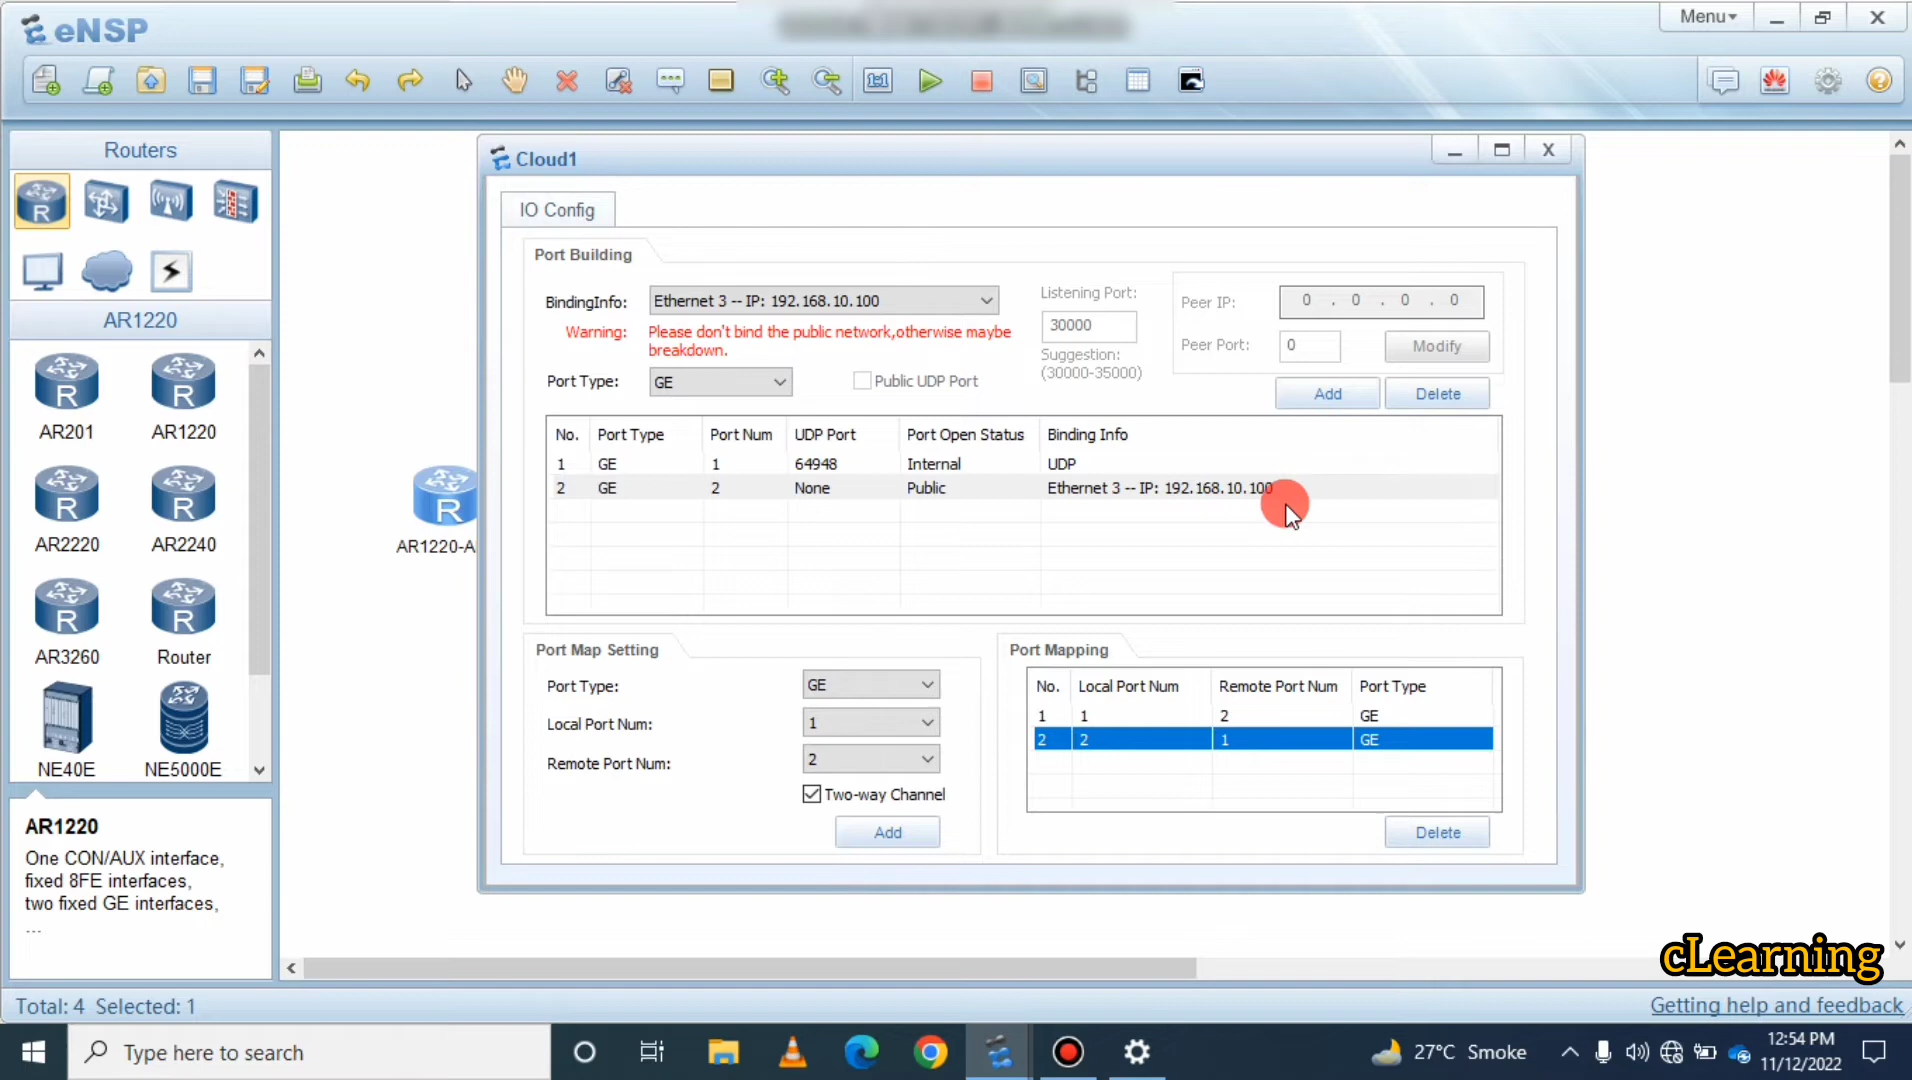 eNSP
Menu
Routers
R
AR1220
R
AR201
R
AR1220
R
AR2220
R
AR2240
R
AR3260
R
Router
NE40E
NE5000E
AR1220
One CON/AUX interface,
fixed 8FE interfaces,
two fixed GE interfaces,
...
R
AR1220-A
Cloud1
IO Config
Port Building
BindingInfo: Ethernet 3 -- IP: 192.168.10.100
Warning: Please don't bind the public network,otherwise maybe
breakdown.
Port Type: GE
Public UDP Port
Listening Port:
30000
Suggestion:
(30000-35000)
Peer IP: 0 . 0 . 0 . 0
Peer Port: 0 Modify
Add Delete
No. Port Type Port Num UDP Port Port Open Status Binding Info
1 GE 1 64948 Internal UDP
2 GE 2 None Public Ethernet 3 -- IP: 192.168.10.100
Port Map Setting
Port Type: GE
Local Port Num: 1
Remote Port Num: 2
Two-way Channel
Add
Port Mapping
No. Local Port Num Remote Port Num Port Type
1 1 2 GE
2 2 1 GE
Delete
cLearning
Total: 4 Selected: 1
Getting help and feedback
Type here to search
27°C Smoke
12:54 PM
11/12/2022